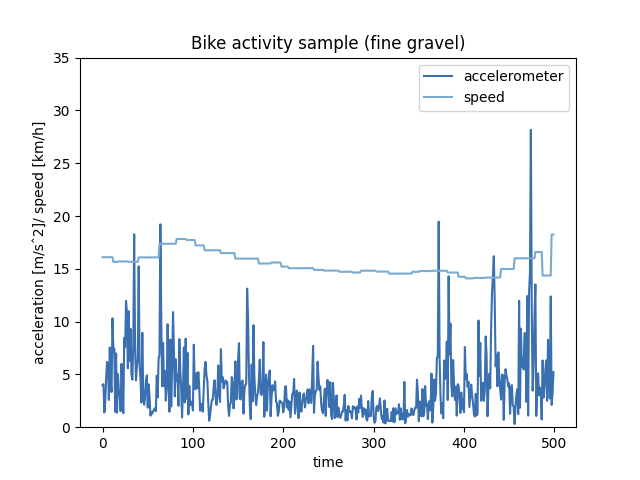 Bike activity sample (fine gravel)
accelerometer
speed
acceleration [m/s^2]/ speed [km/h]
35
30
25
20
15
10
5
0
0 100 200 300 400 500
time